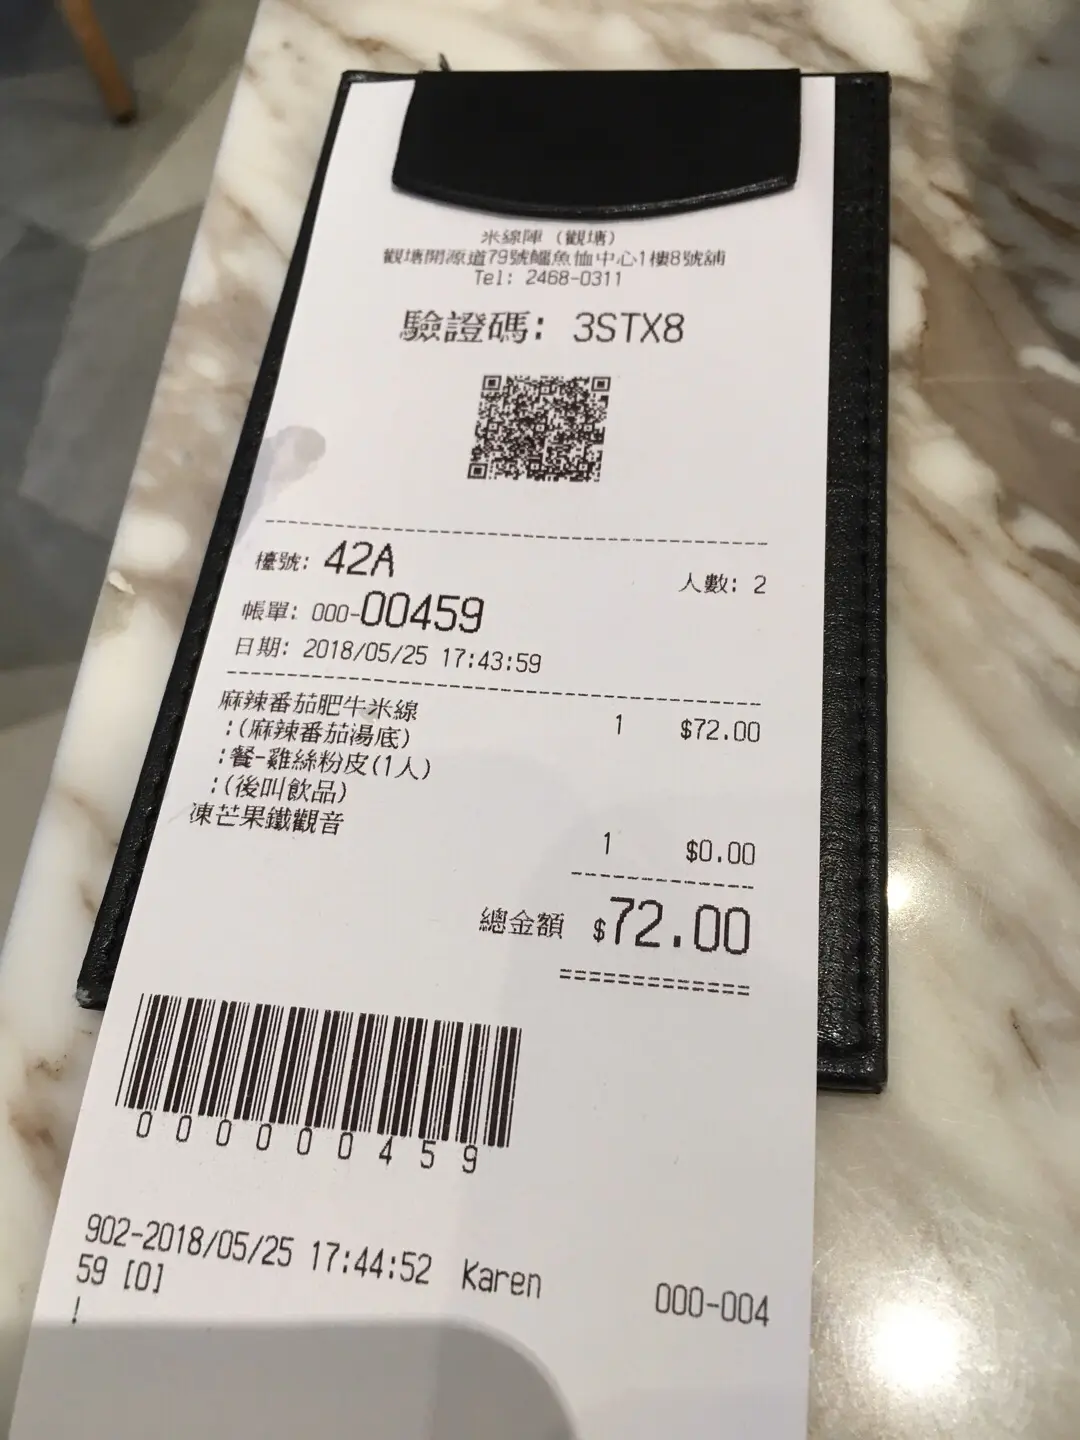 米線陣 (觀塘)
觀塘開源道79號鱷魚恤中心1樓8號舖
Tel: 2468-0311
驗證碼: 3STX8
檯號: 42A 人數: 2
帳單: 000-00459
日期: 2018/05/25 17:43:59
麻辣番茄肥牛米線 1 $72.00
:(麻辣番茄湯底)
:餐-雞絲粉皮(1人)
:(後叫飲品)
凍芒果鐵觀音 1 $0.00
總金額 $72.00
000000459
902-2018/05/25 17:44:52 Karen 000-004
59 [0]
!